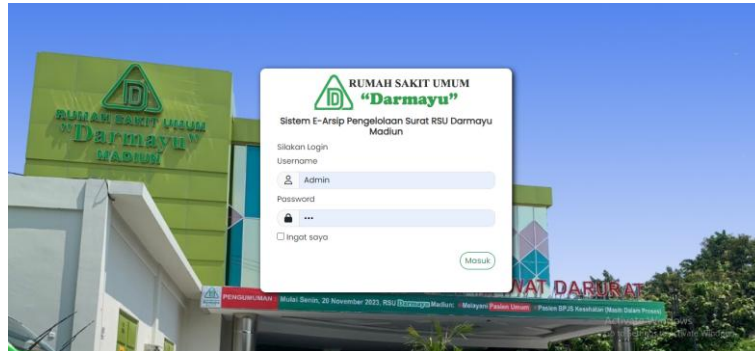 RUMAH SAKIT UMUM
"Darmayu"
Sistem E-Arsip Pengelolaan Surat RSU Darmayu
Madiun
Silakan Login
Username
Admin
Password
•••
Ingat saya
Masuk
RUMAH SAKIT UMUM
"Darmayu"
MADIUN
WAT DARURAT
PENGUMUMAN : Mulai Senin, 20 November 2023, RSU Darmayu Madiun: Melayani Pasien Umum Pasien BPJS Kesehatan (Masih Dalam Proses)
Activate Windows